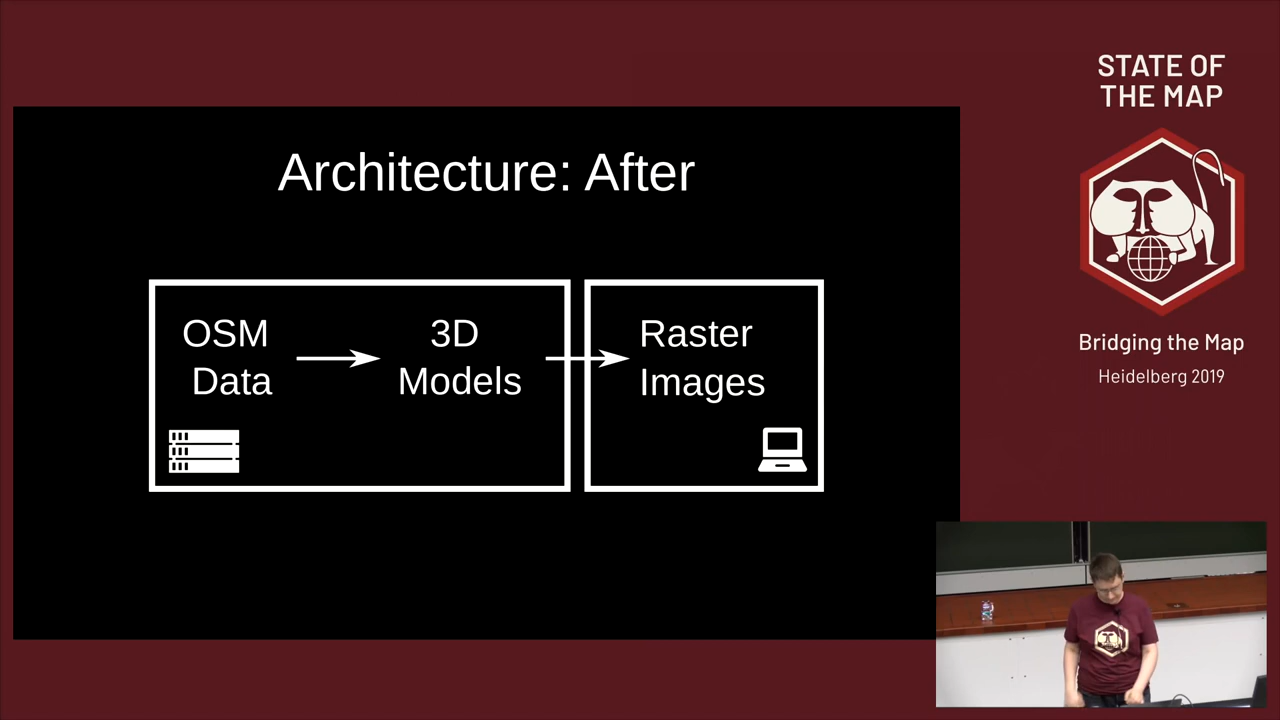 STATE OF
THE MAP
Architecture: After
OSM
Data
3D
Models
Raster
Images
Bridging the Map
Heidelberg 2019